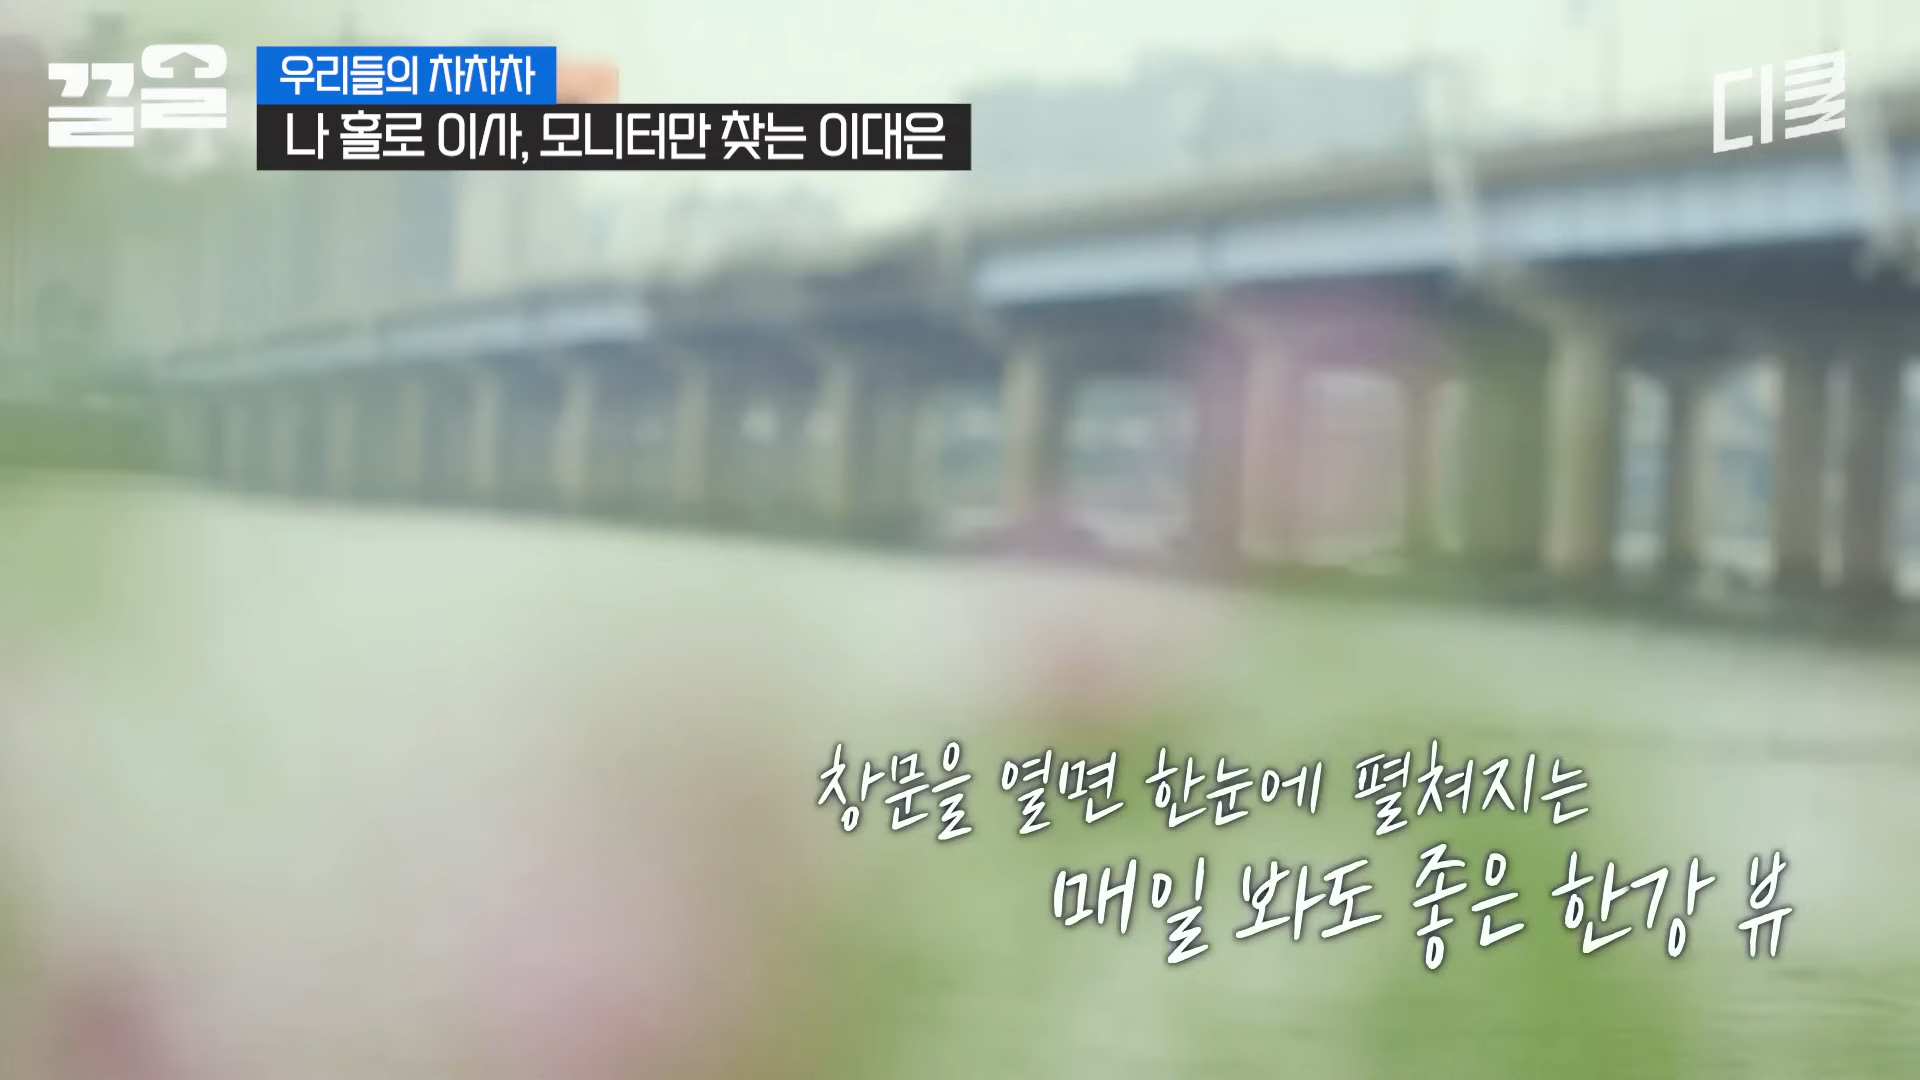 끌올
우리들의 차차차
나 홀로 이사, 모니터만 찾는 이대은
디글
창문을 열면 한눈에 펼쳐지는
매일 봐도 좋은 한강 뷰